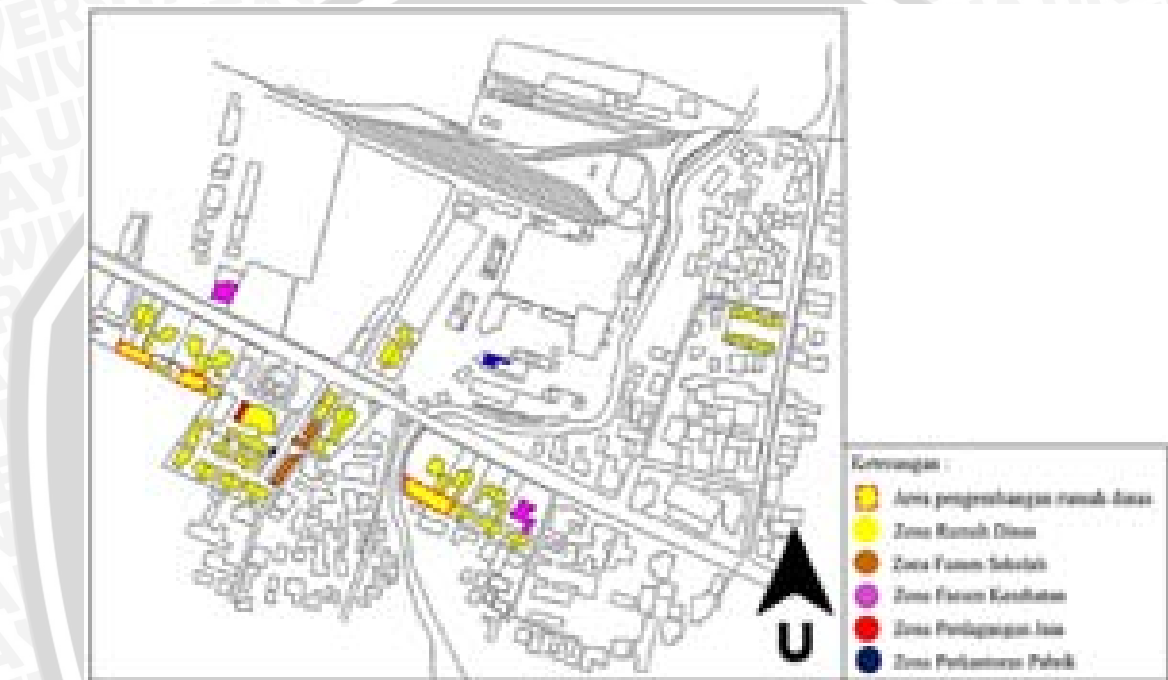 U
Keterangan :
Area pengembangan rumah dinas
Zona Rumah Dinas
Zona Fasum Sekolah
Zona Fasum Kesehatan
Zona Perdagangan Jasa
Zona Perkantoran Pabrik